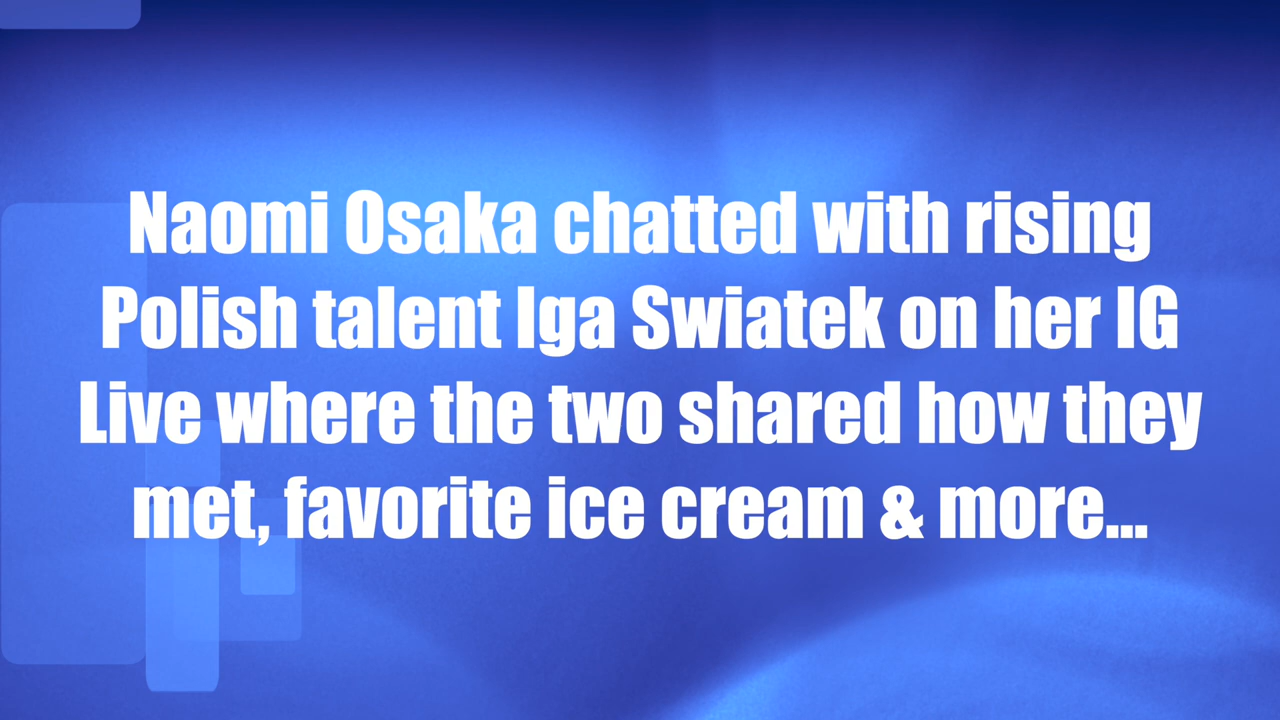 Naomi Osaka chatted with rising
Polish talent Iga Swiatek on her IG
Live where the two shared how they
met, favorite ice cream & more...